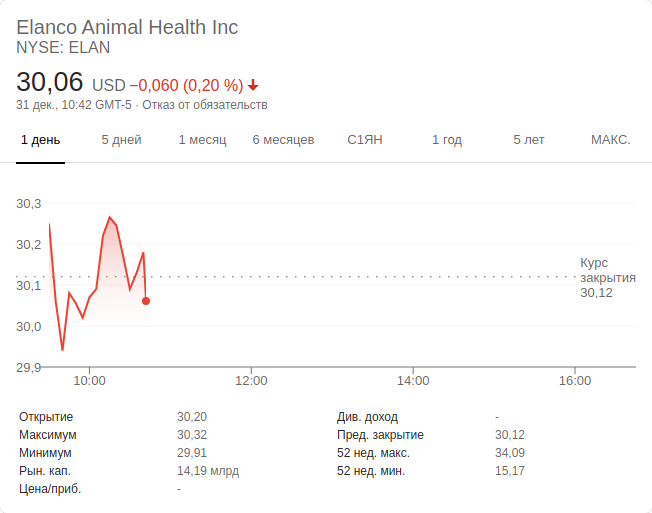 Elanco Animal Health Inc
NYSE: ELAN
30,06 USD −0,060 (0,20 %)
31 дек., 10:42 GMT-5 · Отказ от обязательств
1 день 5 дней 1 месяц 6 месяцев С1ЯН 1 год 5 лет МАКС.
30,3
30,2
30,1
30,0
29,9
Курс
закрытия
30,12
10:00 12:00 14:00 16:00
Открытие 30,20 Див. доход -
Максимум 30,32 Пред. закрытие 30,12
Минимум 29,91 52 нед. макс. 34,09
Рын. кап. 14,19 млрд 52 нед. мин. 15,17
Цена/приб. -